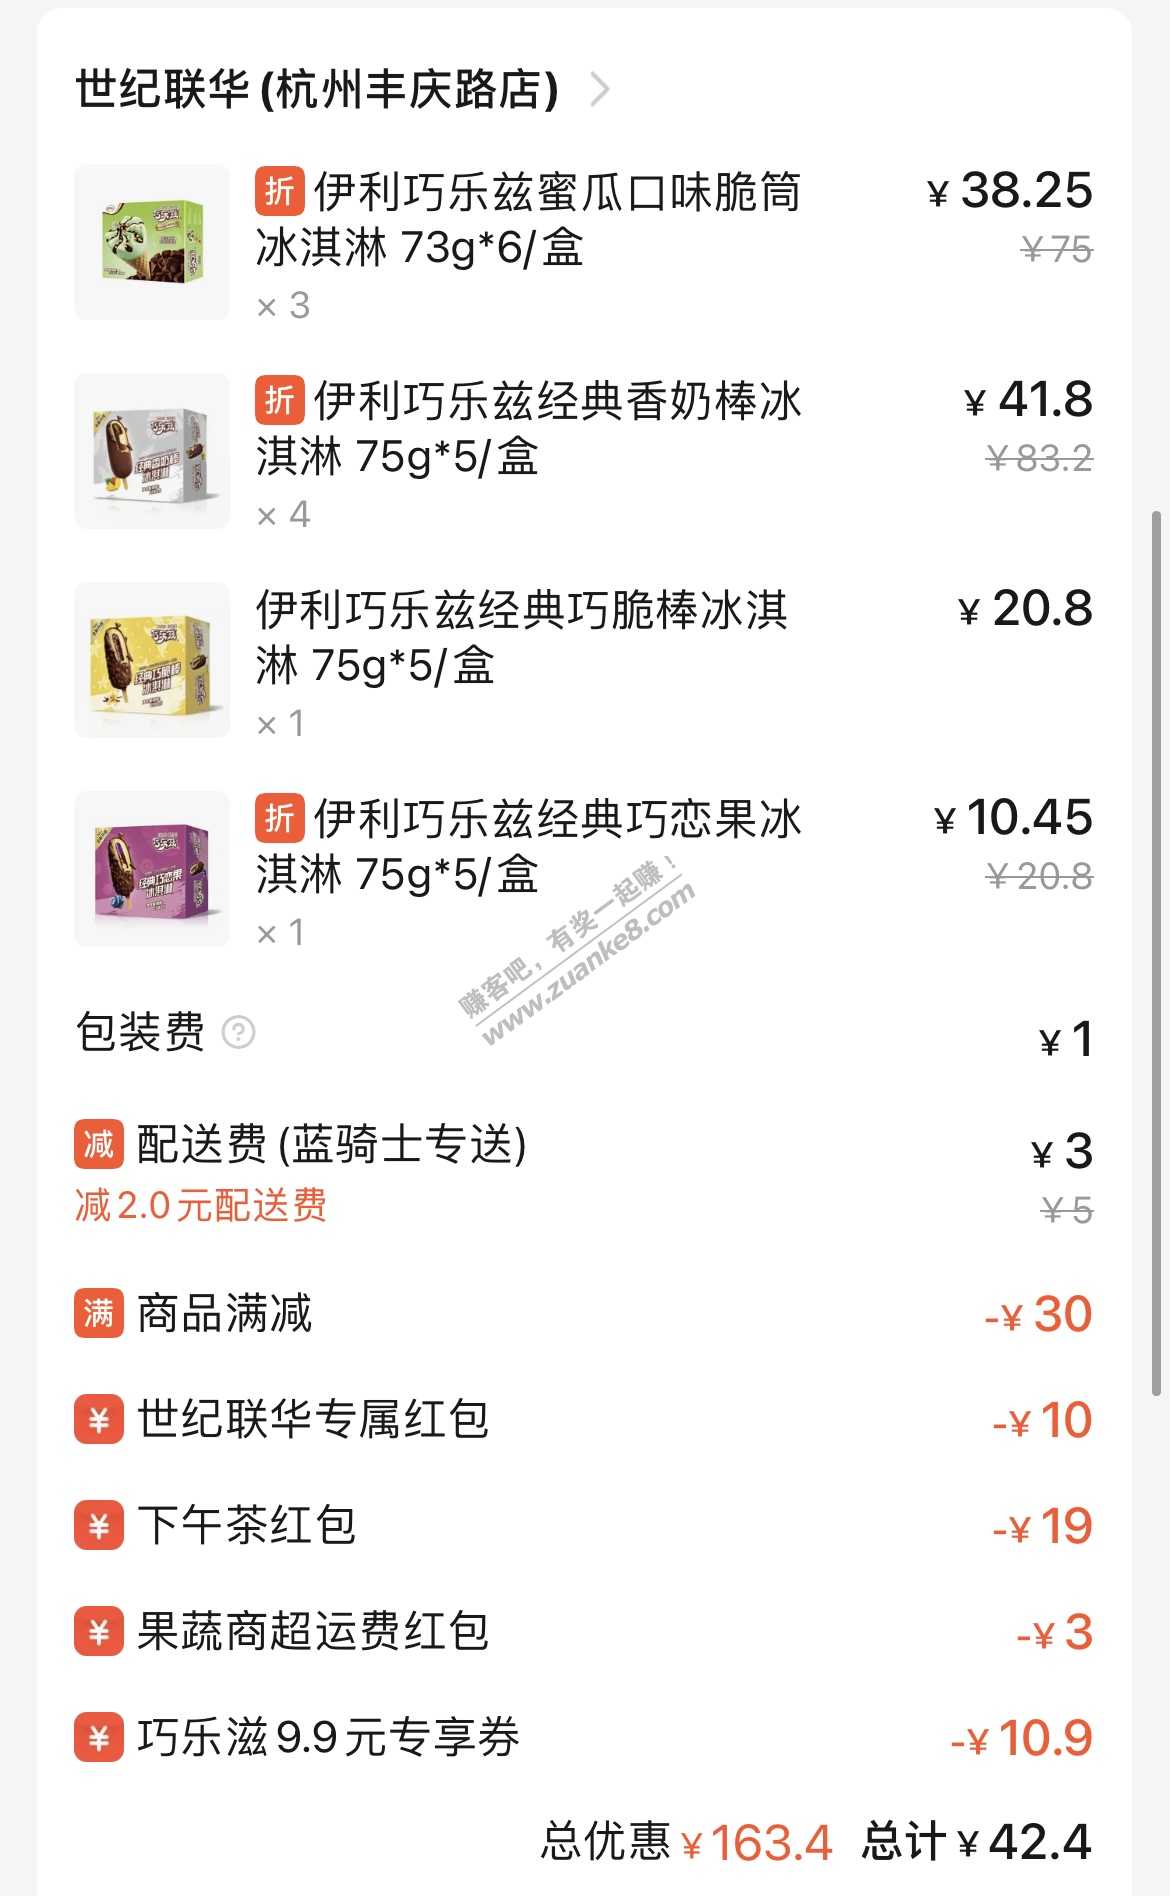 世纪联华(杭州丰庆路店)
折 伊利巧乐兹蜜瓜口味脆筒 ¥38.25
冰淇淋 73g*6/盒 ¥75
× 3
折 伊利巧乐兹经典香奶棒冰 ¥41.8
淇淋 75g*5/盒 ¥83.2
× 4
伊利巧乐兹经典巧脆棒冰淇 ¥20.8
淋 75g*5/盒
× 1
折 伊利巧乐兹经典巧恋果冰 ¥10.45
淇淋 75g*5/盒 ¥20.8
× 1
赚客吧，有奖一起赚！
www.zuanke8.com
包装费 ? ¥1
减 配送费(蓝骑士专送) ¥3
减2.0元配送费 ¥5
满 商品满减 -¥30
¥ 世纪联华专属红包 -¥10
¥ 下午茶红包 -¥19
¥ 果蔬商超运费红包 -¥3
¥ 巧乐滋9.9元专享券 -¥10.9
总优惠 ¥163.4 总计 ¥42.4